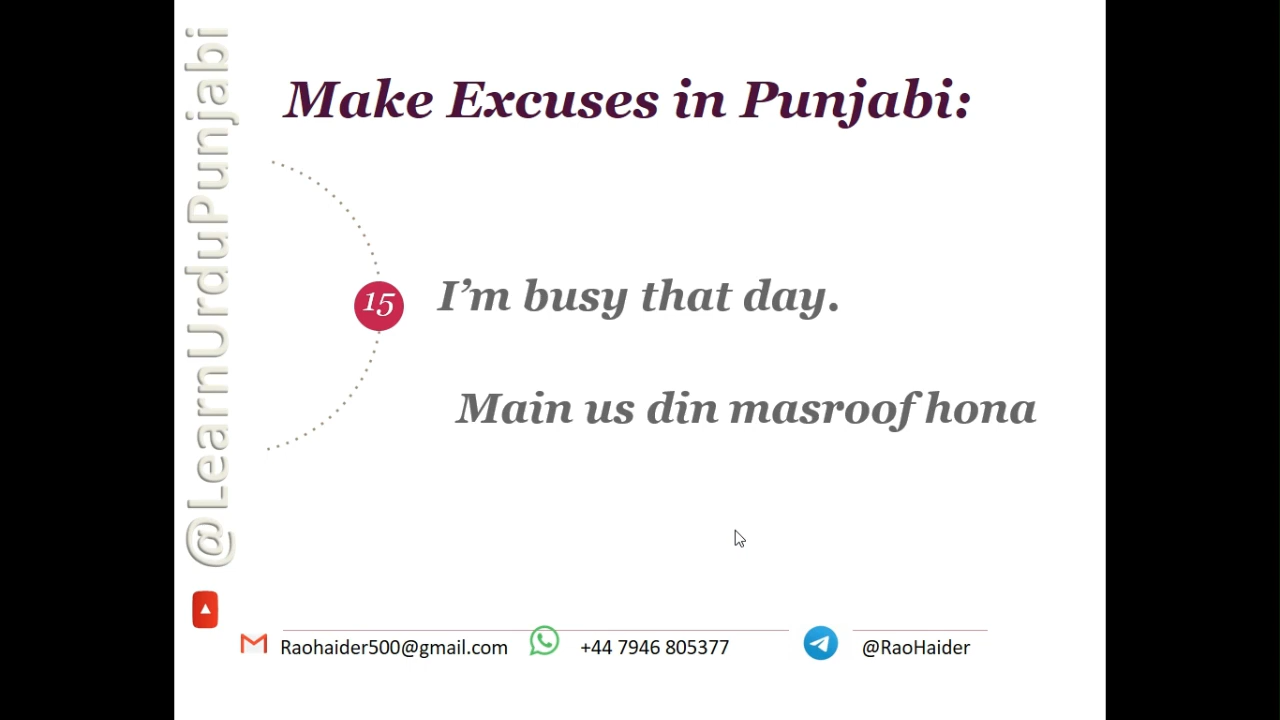 @LearnUrduPunjabi
Make Excuses in Punjabi:
15
I'm busy that day.
Main us din masroof hona
Raohaider500@gmail.com
+44 7946 805377
@RaoHaider